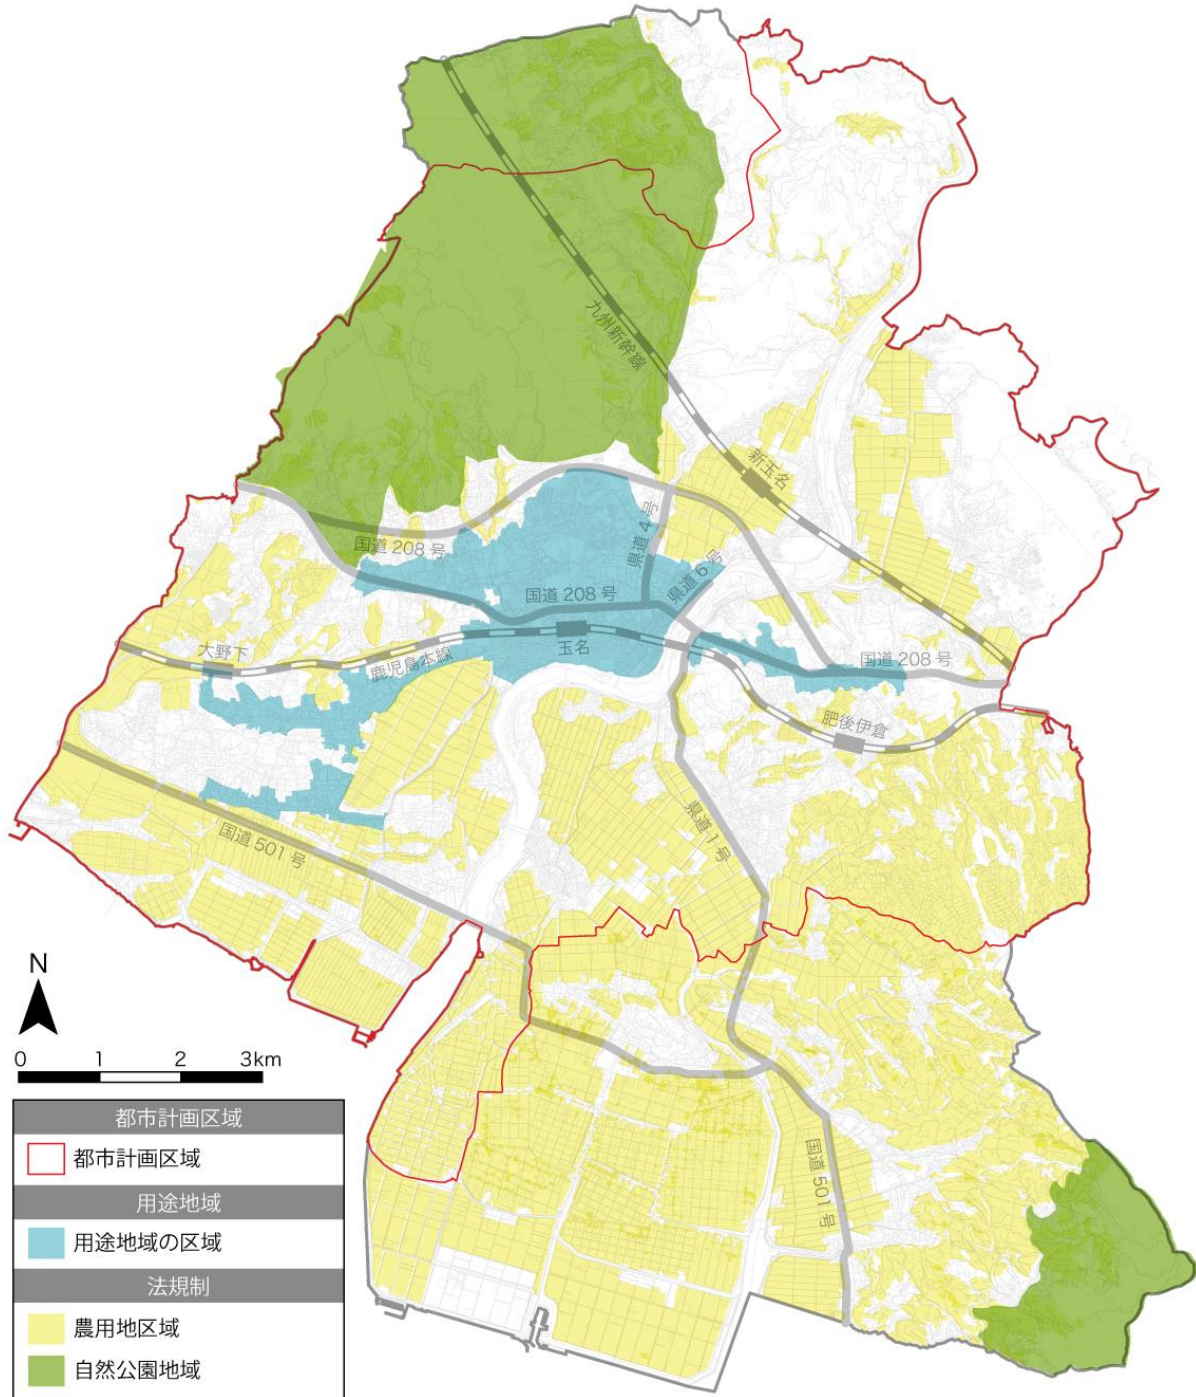 九州新幹線
新玉名
県道 4 号
国道 208 号
県道 6 号
国道 208 号
大野下
玉名
鹿児島本線
国道 208 号
肥後伊倉
県道 1 号
国道 501 号
国道 501 号
N
0 1 2 3km
都市計画区域
都市計画区域
用途地域
用途地域の区域
法規制
農用地区域
自然公園地域